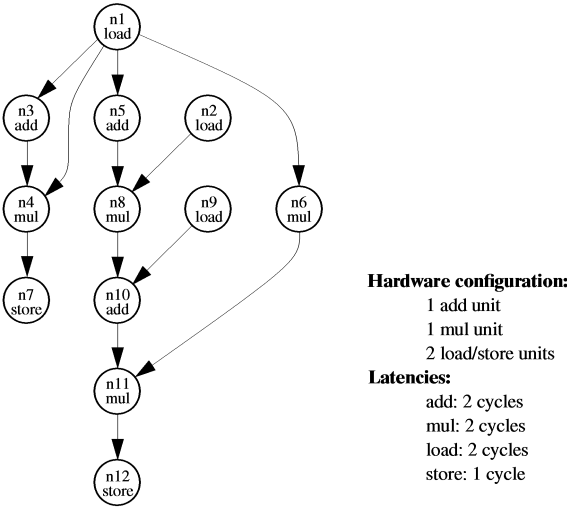 n1
load
n3
add
n5
add
n2
load
n4
mul
n8
mul
n9
load
n6
mul
n7
store
n10
add
n11
mul
n12
store
Hardware configuration:
1 add unit
1 mul unit
2 load/store units
Latencies:
add: 2 cycles
mul: 2 cycles
load: 2 cycles
store: 1 cycle